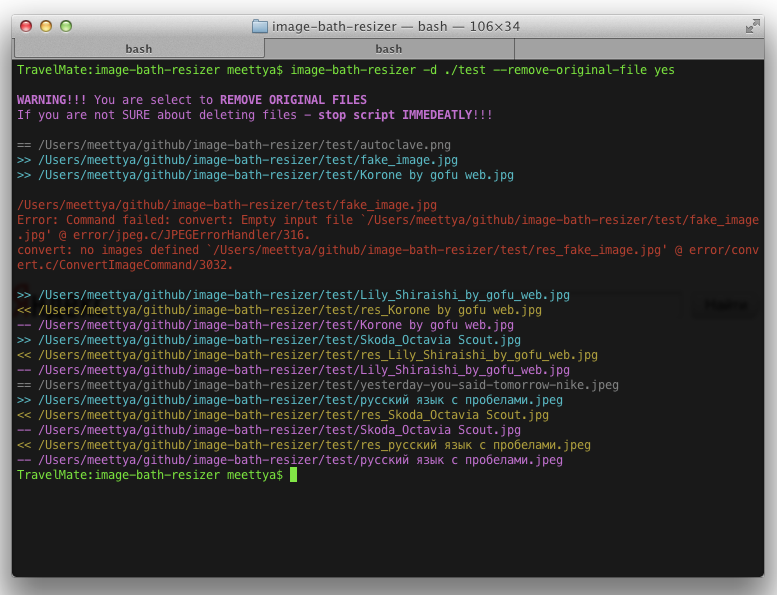 image-bath-resizer — bash — 106×34
bash bash
TravelMate:image-bath-resizer meettya$ image-bath-resizer -d ./test --remove-original-file yes
WARNING!!! You are select to REMOVE ORIGINAL FILES
If you are not SURE about deleting files - stop script IMMEDEATLY!!!
== /Users/meettya/github/image-bath-resizer/test/autoclave.png
>> /Users/meettya/github/image-bath-resizer/test/fake_image.jpg
>> /Users/meettya/github/image-bath-resizer/test/Korone by gofu web.jpg
/Users/meettya/github/image-bath-resizer/test/fake_image.jpg
Error: Command failed: convert: Empty input file `/Users/meettya/github/image-bath-resizer/test/fake_image
.jpg' @ error/jpeg.c/JPEGErrorHandler/316.
convert: no images defined `/Users/meettya/github/image-bath-resizer/test/res_fake_image.jpg' @ error/conv
ert.c/ConvertImageCommand/3032.
>> /Users/meettya/github/image-bath-resizer/test/Lily_Shiraishi_by_gofu_web.jpg
<< /Users/meettya/github/image-bath-resizer/test/res_Korone by gofu web.jpg
-- /Users/meettya/github/image-bath-resizer/test/Korone by gofu web.jpg
>> /Users/meettya/github/image-bath-resizer/test/Skoda_Octavia Scout.jpg
<< /Users/meettya/github/image-bath-resizer/test/res_Lily_Shiraishi_by_gofu_web.jpg
-- /Users/meettya/github/image-bath-resizer/test/Lily_Shiraishi_by_gofu_web.jpg
== /Users/meettya/github/image-bath-resizer/test/yesterday-you-said-tomorrow-nike.jpeg
>> /Users/meettya/github/image-bath-resizer/test/русский язык с пробелами.jpeg
<< /Users/meettya/github/image-bath-resizer/test/res_Skoda_Octavia Scout.jpg
-- /Users/meettya/github/image-bath-resizer/test/Skoda_Octavia Scout.jpg
<< /Users/meettya/github/image-bath-resizer/test/res_русский язык с пробелами.jpeg
-- /Users/meettya/github/image-bath-resizer/test/русский язык с пробелами.jpeg
TravelMate:image-bath-resizer meettya$